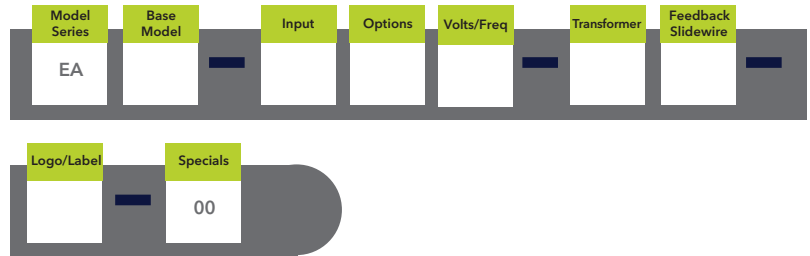 Model Series
Base Model
Input
Options
Volts/Freq
Transformer
Feedback Slidewire
EA
Logo/Label
Specials
00